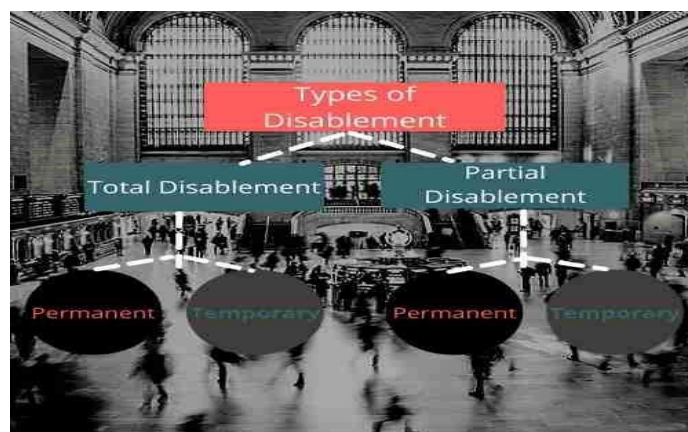 Types of
Disablement
Total Disablement
Partial
Disablement
Permanent
Temporary
Permanent
Temporary